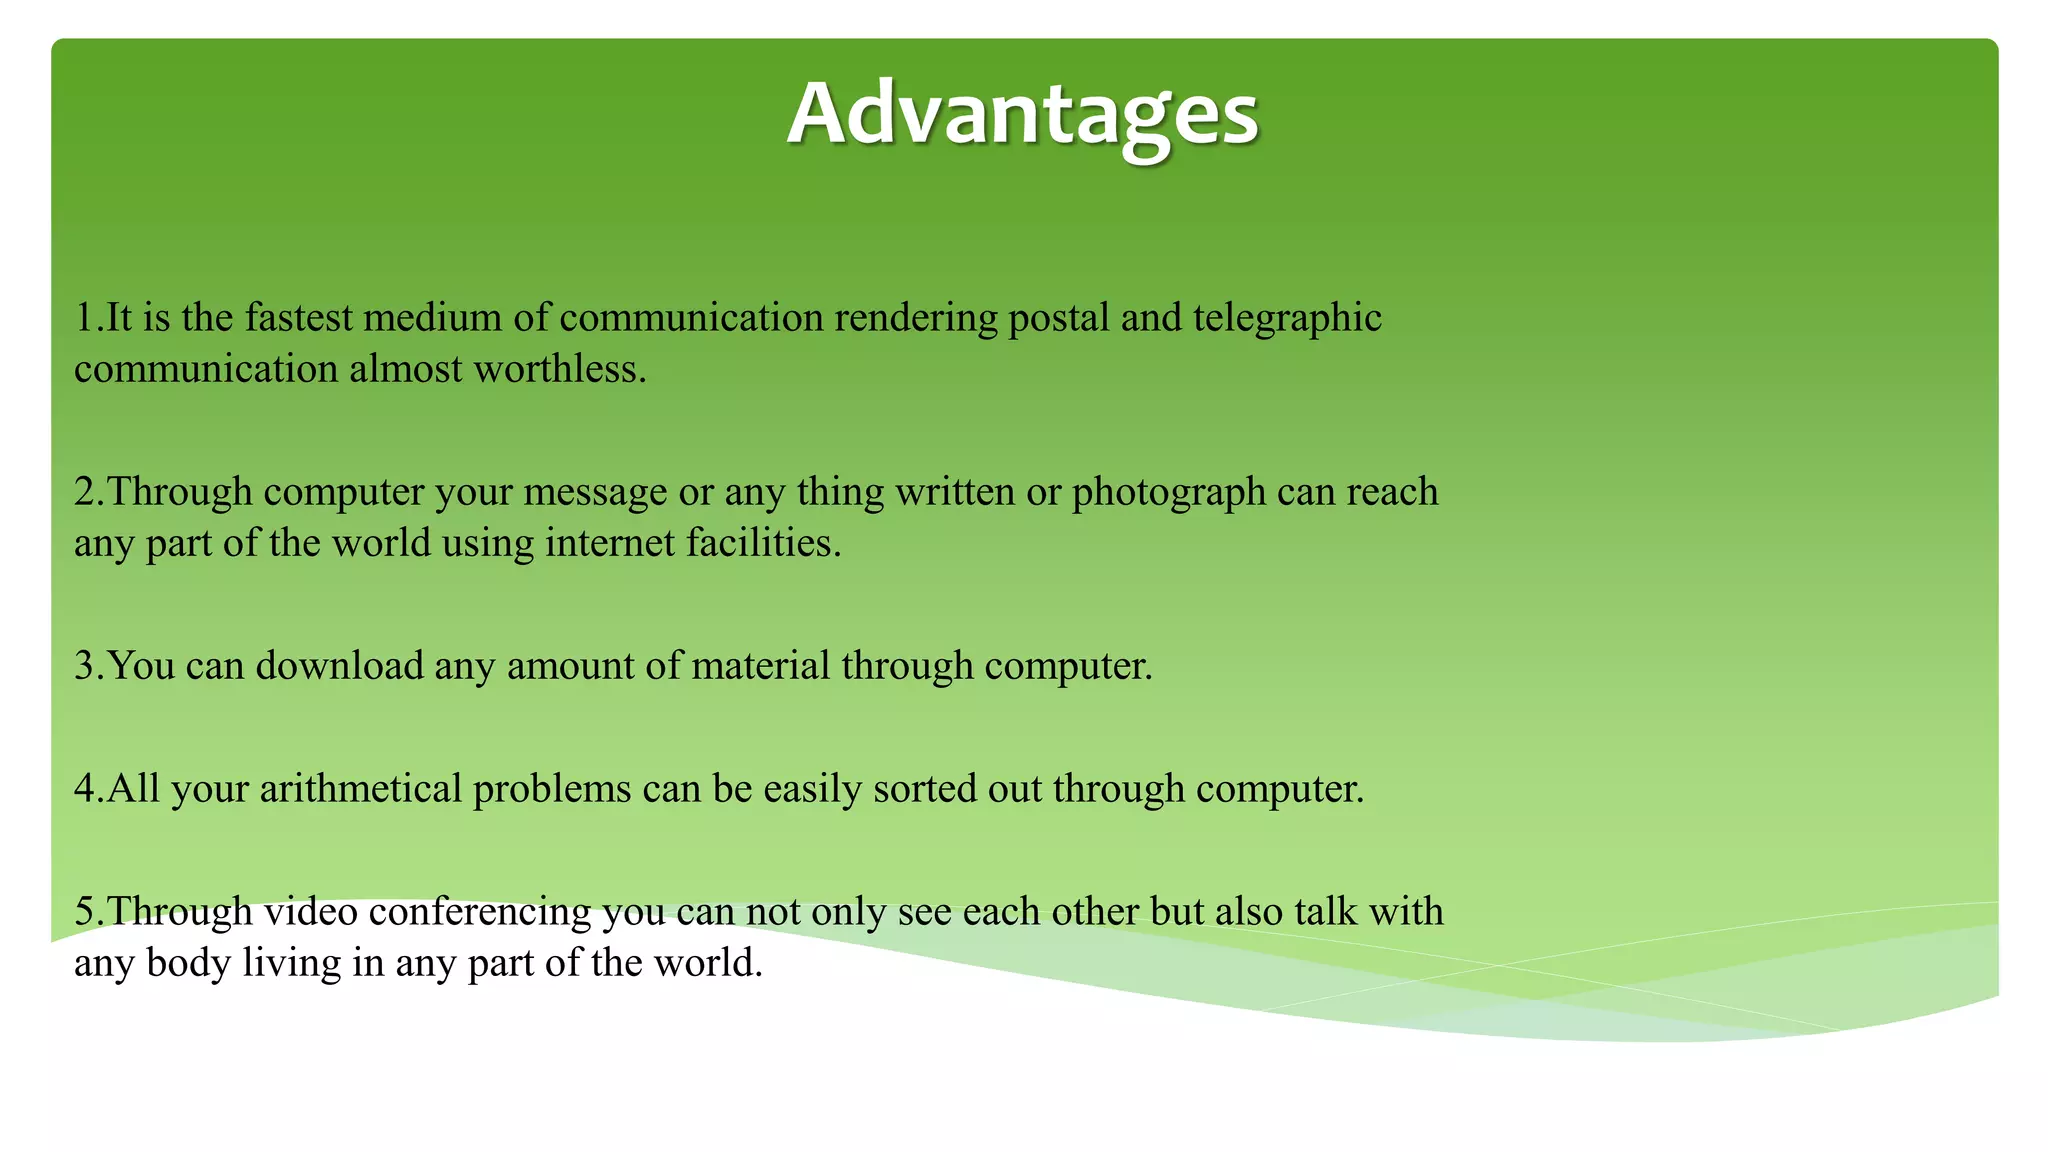 Advantages
1.It is the fastest medium of communication rendering postal and telegraphic
communication almost worthless.
2.Through computer your message or any thing written or photograph can reach
any part of the world using internet facilities.
3.You can download any amount of material through computer.
4.All your arithmetical problems can be easily sorted out through computer.
5.Through video conferencing you can not only see each other but also talk with
any body living in any part of the world.